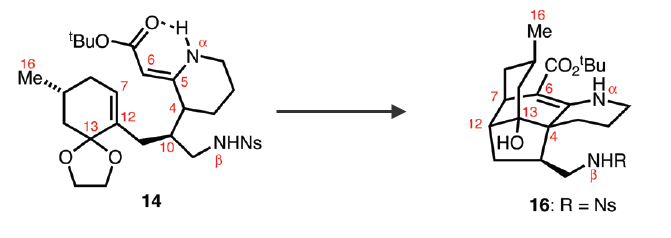 O H
ᵗBuO N α
16 6
Me 7 5
4
12
13
10 NHNs
O O β
14
16
Me
CO₂ᵗBu
6 H
7 N α
13
12
HO 4
NHR
β
16: R = Ns